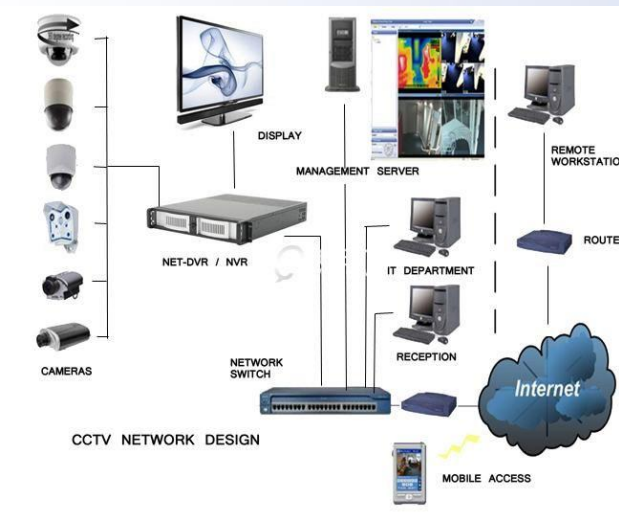 DISPLAY
MANAGEMENT SERVER
REMOTE
WORKSTATIO
NET-DVR / NVR
IT DEPARTMENT
ROUTE
RECEPTION
CAMERAS
NETWORK
SWITCH
Internet
CCTV NETWORK DESIGN
MOBILE ACCESS